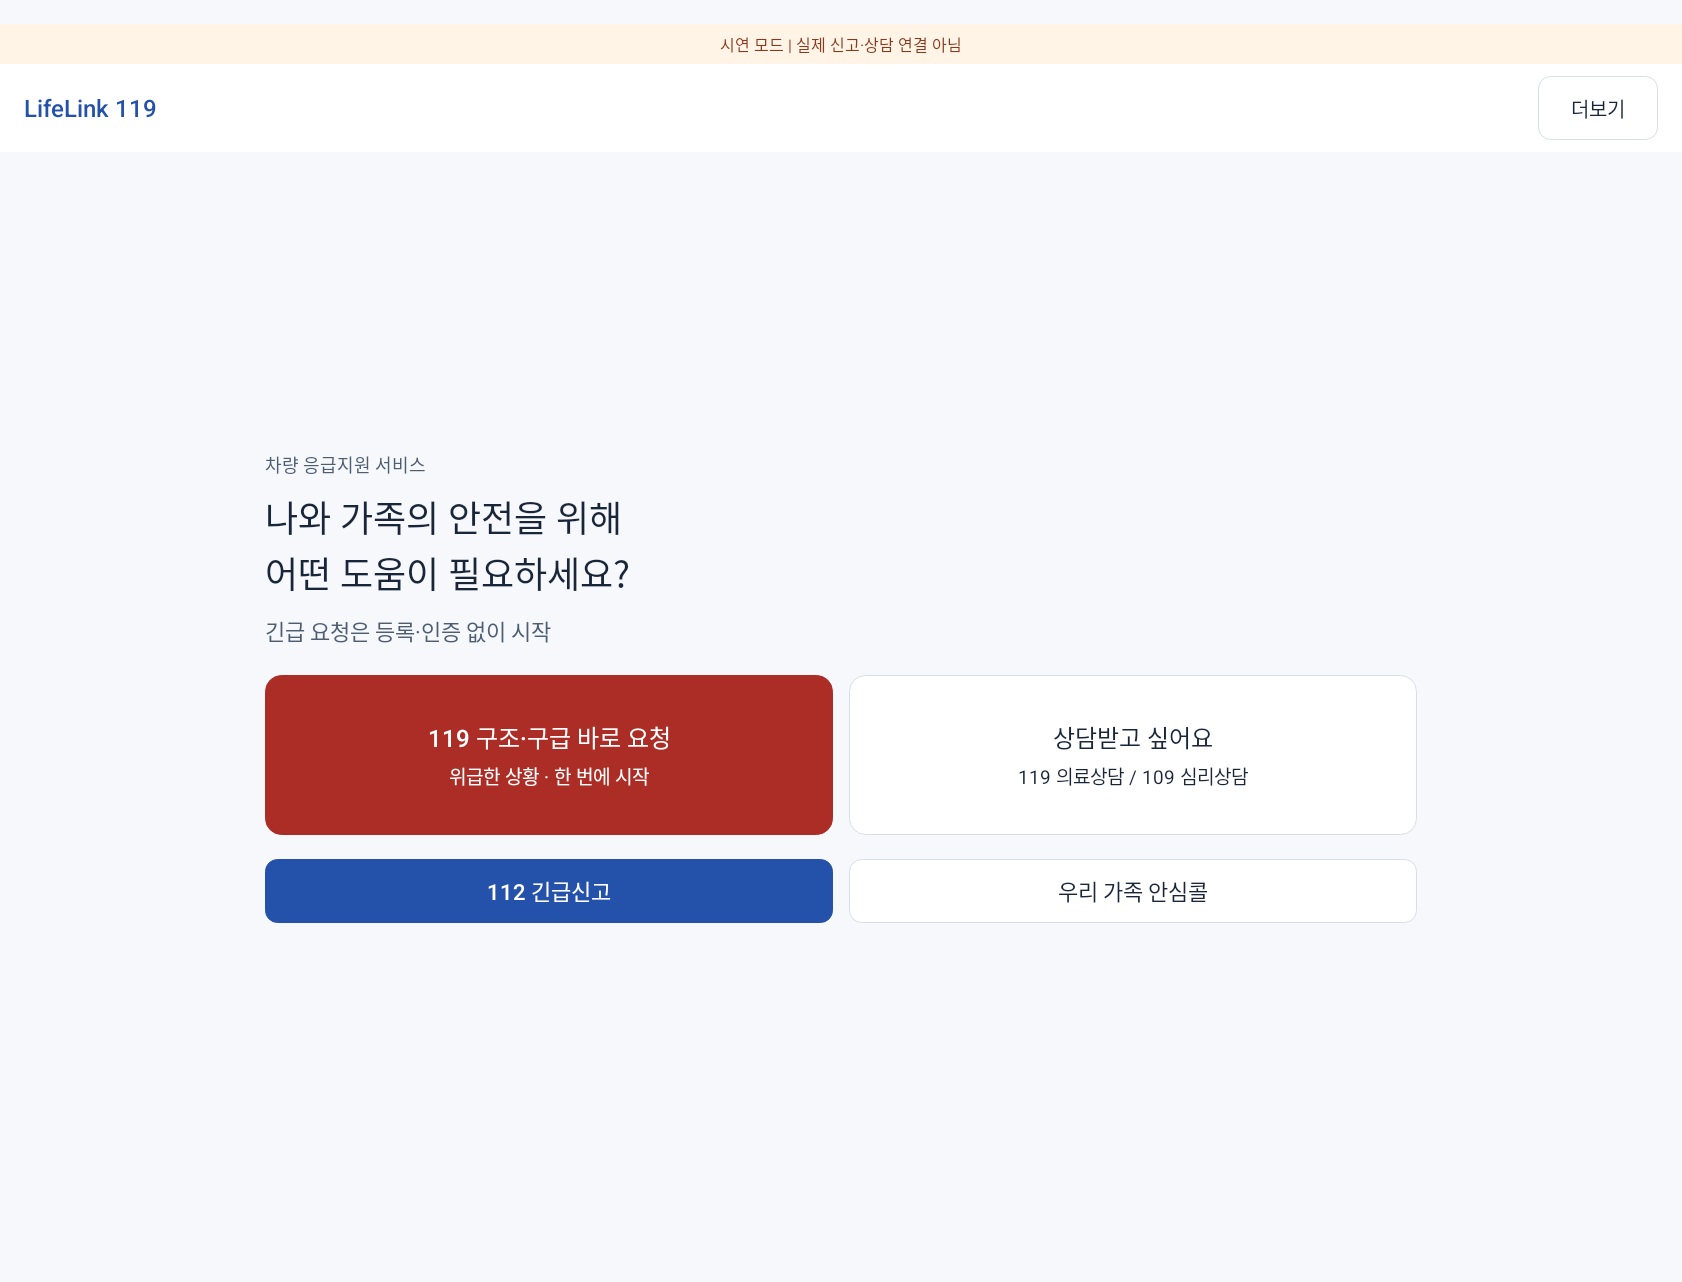 시연 모드 | 실제 신고·상담 연결 아님
LifeLink 119
더보기
차량 응급지원 서비스
나와 가족의 안전을 위해
어떤 도움이 필요하세요?
긴급 요청은 등록·인증 없이 시작
119 구조·구급 바로 요청
위급한 상황 · 한 번에 시작
상담받고 싶어요
119 의료상담 / 109 심리상담
112 긴급신고
우리 가족 안심콜